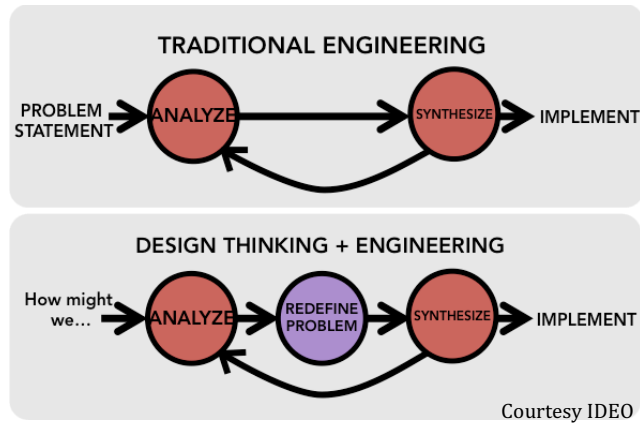 TRADITIONAL ENGINEERING
PROBLEM
STATEMENT
ANALYZE
SYNTHESIZE
IMPLEMENT
DESIGN THINKING + ENGINEERING
How might
we...
ANALYZE
REDEFINE
PROBLEM
SYNTHESIZE
IMPLEMENT
Courtesy IDEO